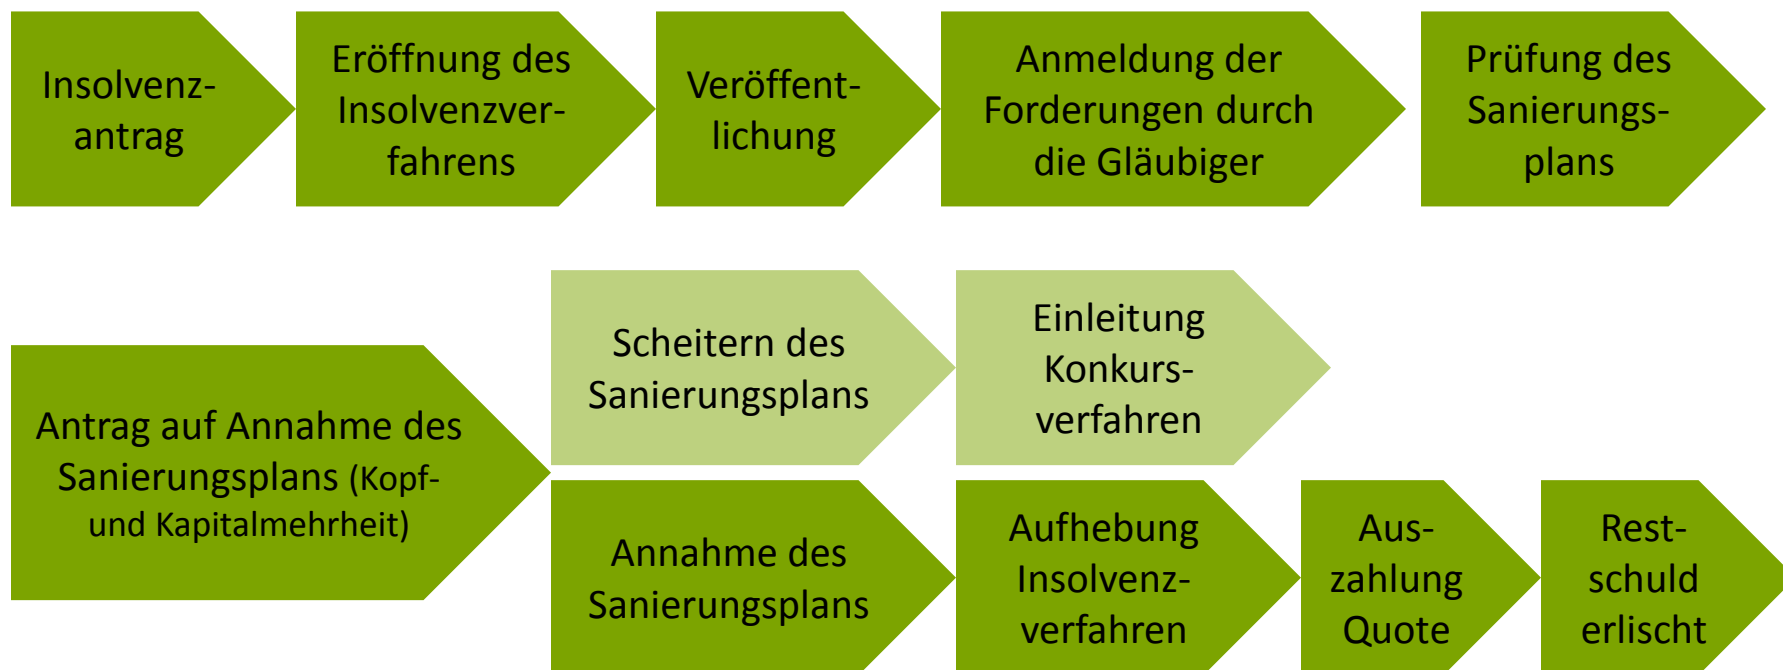 Insolvenz-
antrag
Eröffnung des
Insolvenzver-
fahrens
Veröffent-
lichung
Anmeldung der
Forderungen durch
die Gläubiger
Prüfung des
Sanierungs-
plans
Antrag auf Annahme des
Sanierungsplans (Kopf-
und Kapitalmehrheit)
Scheitern des
Sanierungsplans
Einleitung
Konkurs-
verfahren
Annahme des
Sanierungsplans
Aufhebung
Insolvenz-
verfahren
Aus-
zahlung
Quote
Rest-
schuld
erlischt